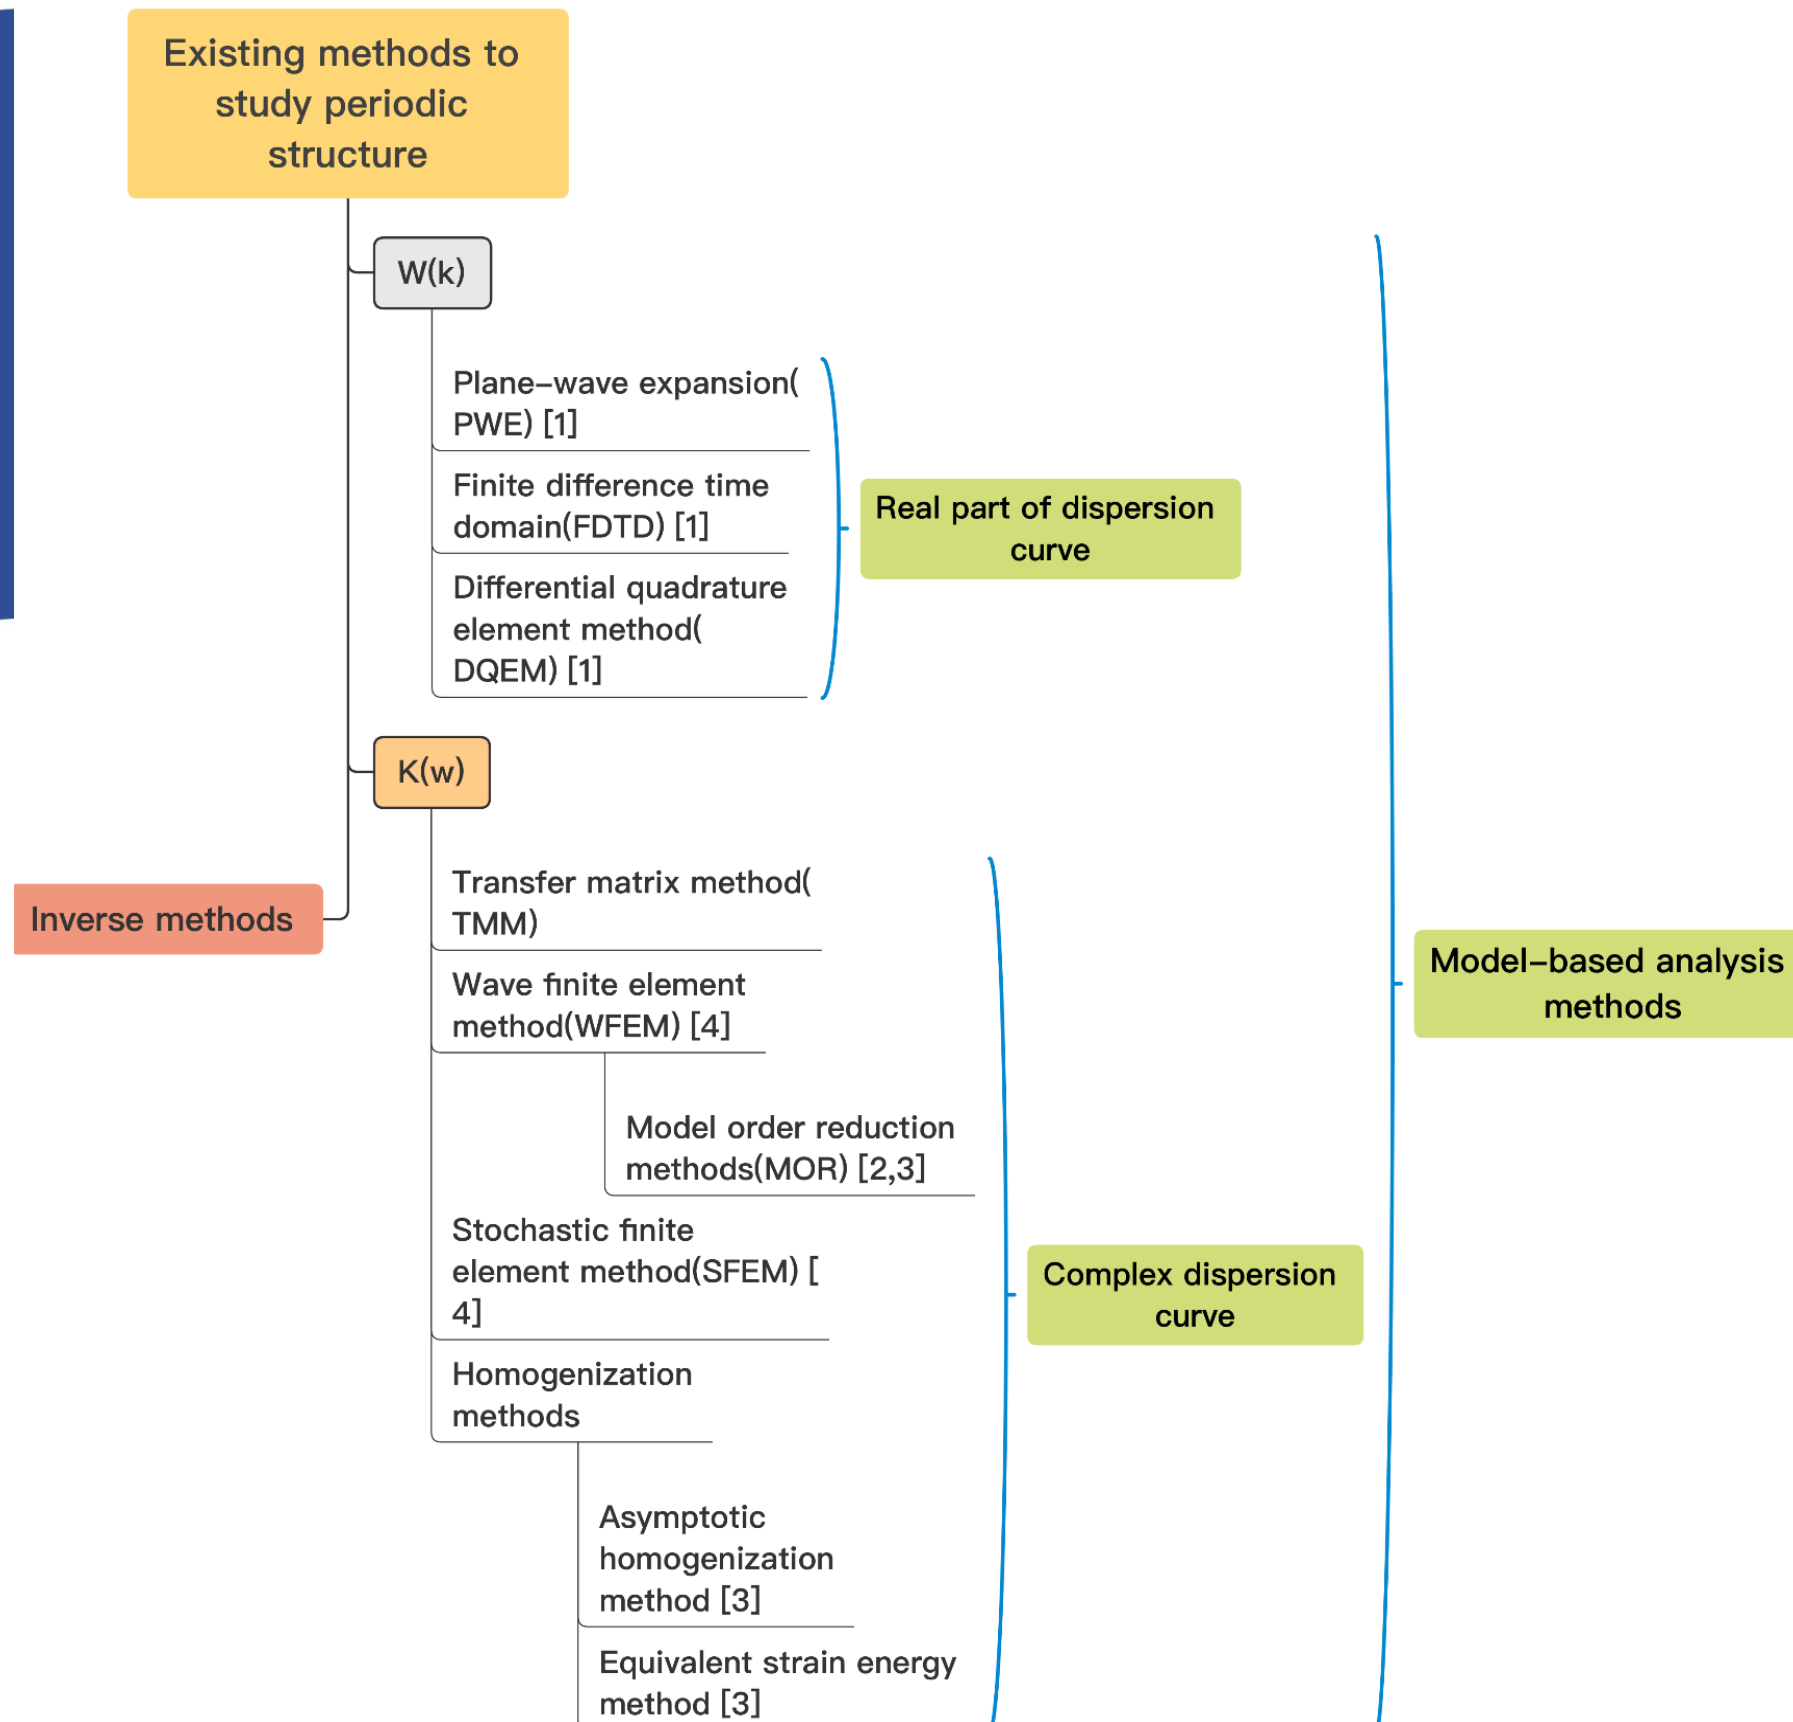 Existing methods to
study periodic
structure
W(k)
Plane-wave expansion(
PWE) [1]
Finite difference time
domain(FDTD) [1]
Differential quadrature
element method(
DQEM) [1]
Real part of dispersion
curve
K(w)
Transfer matrix method(
TMM)
Wave finite element
method(WFEM) [4]
Model order reduction
methods(MOR) [2,3]
Stochastic finite
element method(SFEM) [
4]
Homogenization
methods
Asymptotic
homogenization
method [3]
Equivalent strain energy
method [3]
Complex dispersion
curve
Model-based analysis
methods
Inverse methods